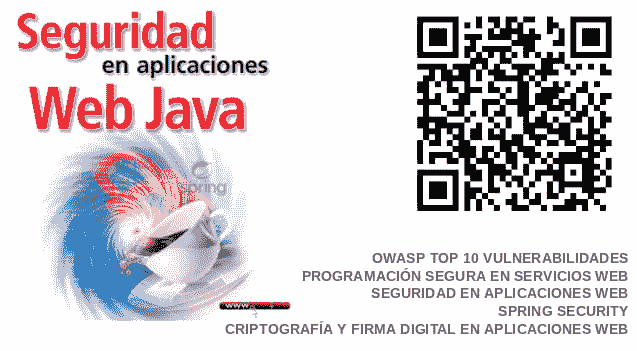 Seguridad
en aplicaciones
Web Java
spring
OWASP TOP 10 VULNERABILIDADES
PROGRAMACIÓN SEGURA EN SERVICIOS WEB
SEGURIDAD EN APLICACIONES WEB
SPRING SECURITY
CRIPTOGRAFÍA Y FIRMA DIGITAL EN APLICACIONES WEB